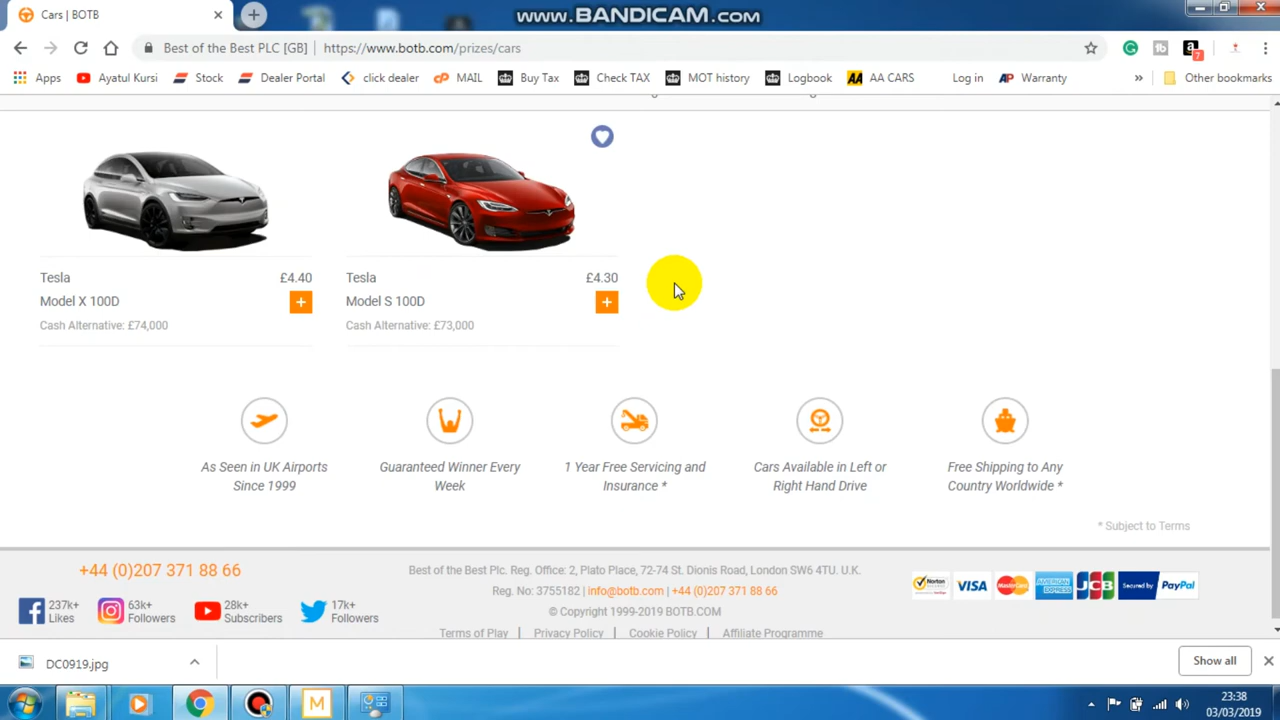 www.BANDICAM.com
Cars | BOTB
Best of the Best PLC [GB] | https://www.botb.com/prizes/cars
Apps Ayatul Kursi Stock Dealer Portal click dealer MAIL Buy Tax Check TAX MOT history Logbook AA CARS Log in Warranty » Other bookmarks
Tesla £4.40 Tesla £4.30
Model X 100D + Model S 100D +
Cash Alternative: £74,000 Cash Alternative: £73,000
As Seen in UK Airports Guaranteed Winner Every 1 Year Free Servicing and Cars Available in Left or Free Shipping to Any
Since 1999 Week Insurance * Right Hand Drive Country Worldwide *
* Subject to Terms
+44 (0)207 371 88 66 Best of the Best Plc. Reg. Office: 2, Plato Place, 72-74 St. Dionis Road, London SW6 4TU. U.K.
Reg. No: 3755182 | info@botb.com | +44 (0)207 371 88 66
Norton VISA MasterCard AMERICAN EXPRESS JCB Secured by PayPal
237k+ 63k+ 28k+ 17k+
Likes Followers Subscribers Followers
© Copyright 1999-2019 BOTB.COM
Terms of Play | Privacy Policy | Cookie Policy | Affiliate Programme
DC0919.jpg Show all
23:38
03/03/2019